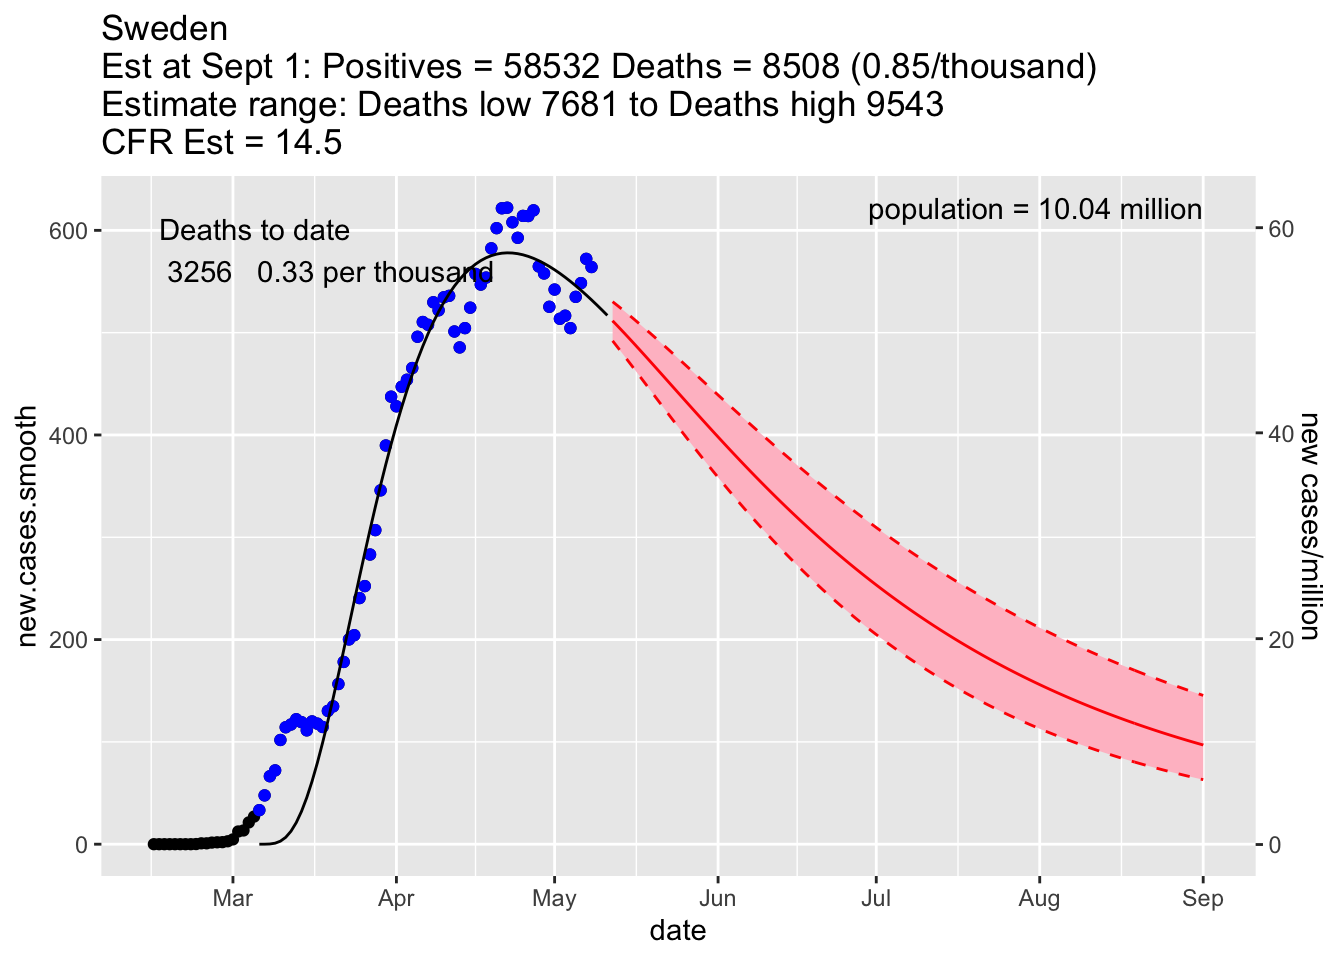 Sweden
Est at Sept 1: Positives = 58532 Deaths = 8508 (0.85/thousand)
Estimate range: Deaths low 7681 to Deaths high 9543
CFR Est = 14.5
Deaths to date
3256 0.33 per thousand
population = 10.04 million
600
400
200
0
new.cases.smooth
60
40
20
0
new cases/million
Mar Apr May Jun Jul Aug Sep
date